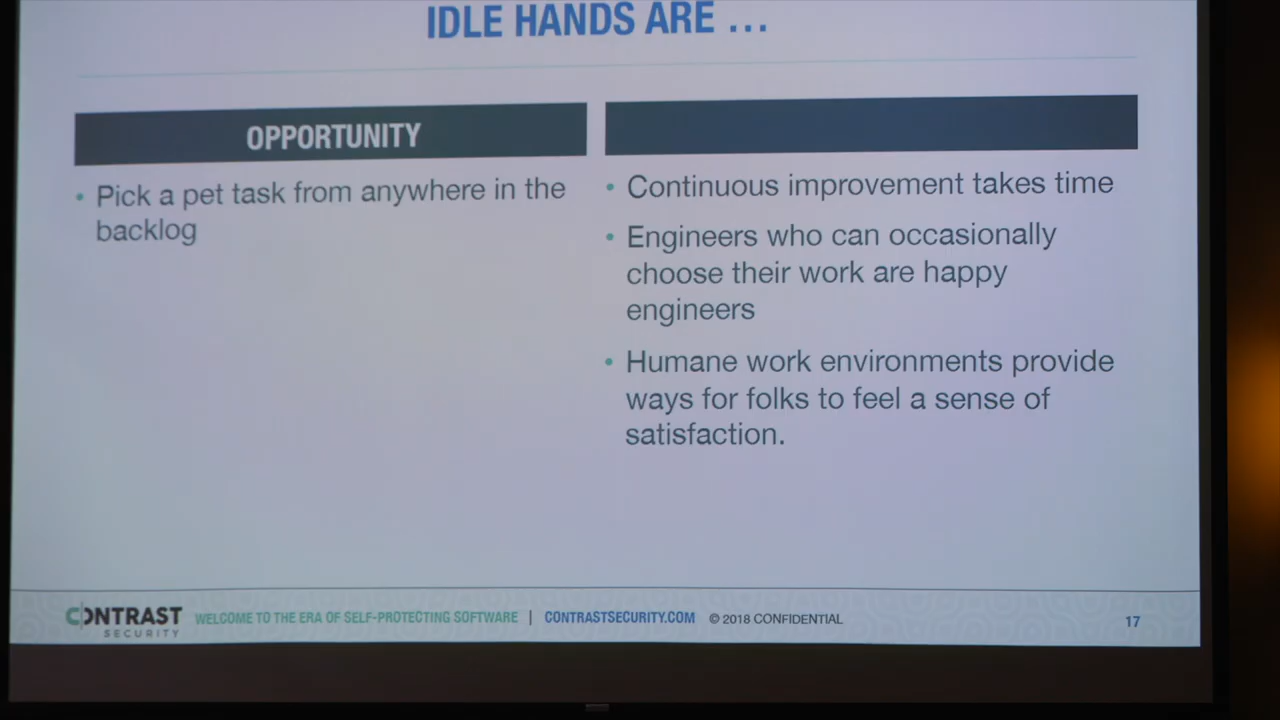 IDLE HANDS ARE ...
OPPORTUNITY
• Pick a pet task from anywhere in the
backlog
• Continuous improvement takes time
• Engineers who can occasionally
choose their work are happy
engineers
• Humane work environments provide
ways for folks to feel a sense of
satisfaction.
CONTRAST
SECURITY
WELCOME TO THE ERA OF SELF-PROTECTING SOFTWARE | CONTRASTSECURITY.COM © 2018 CONFIDENTIAL
17